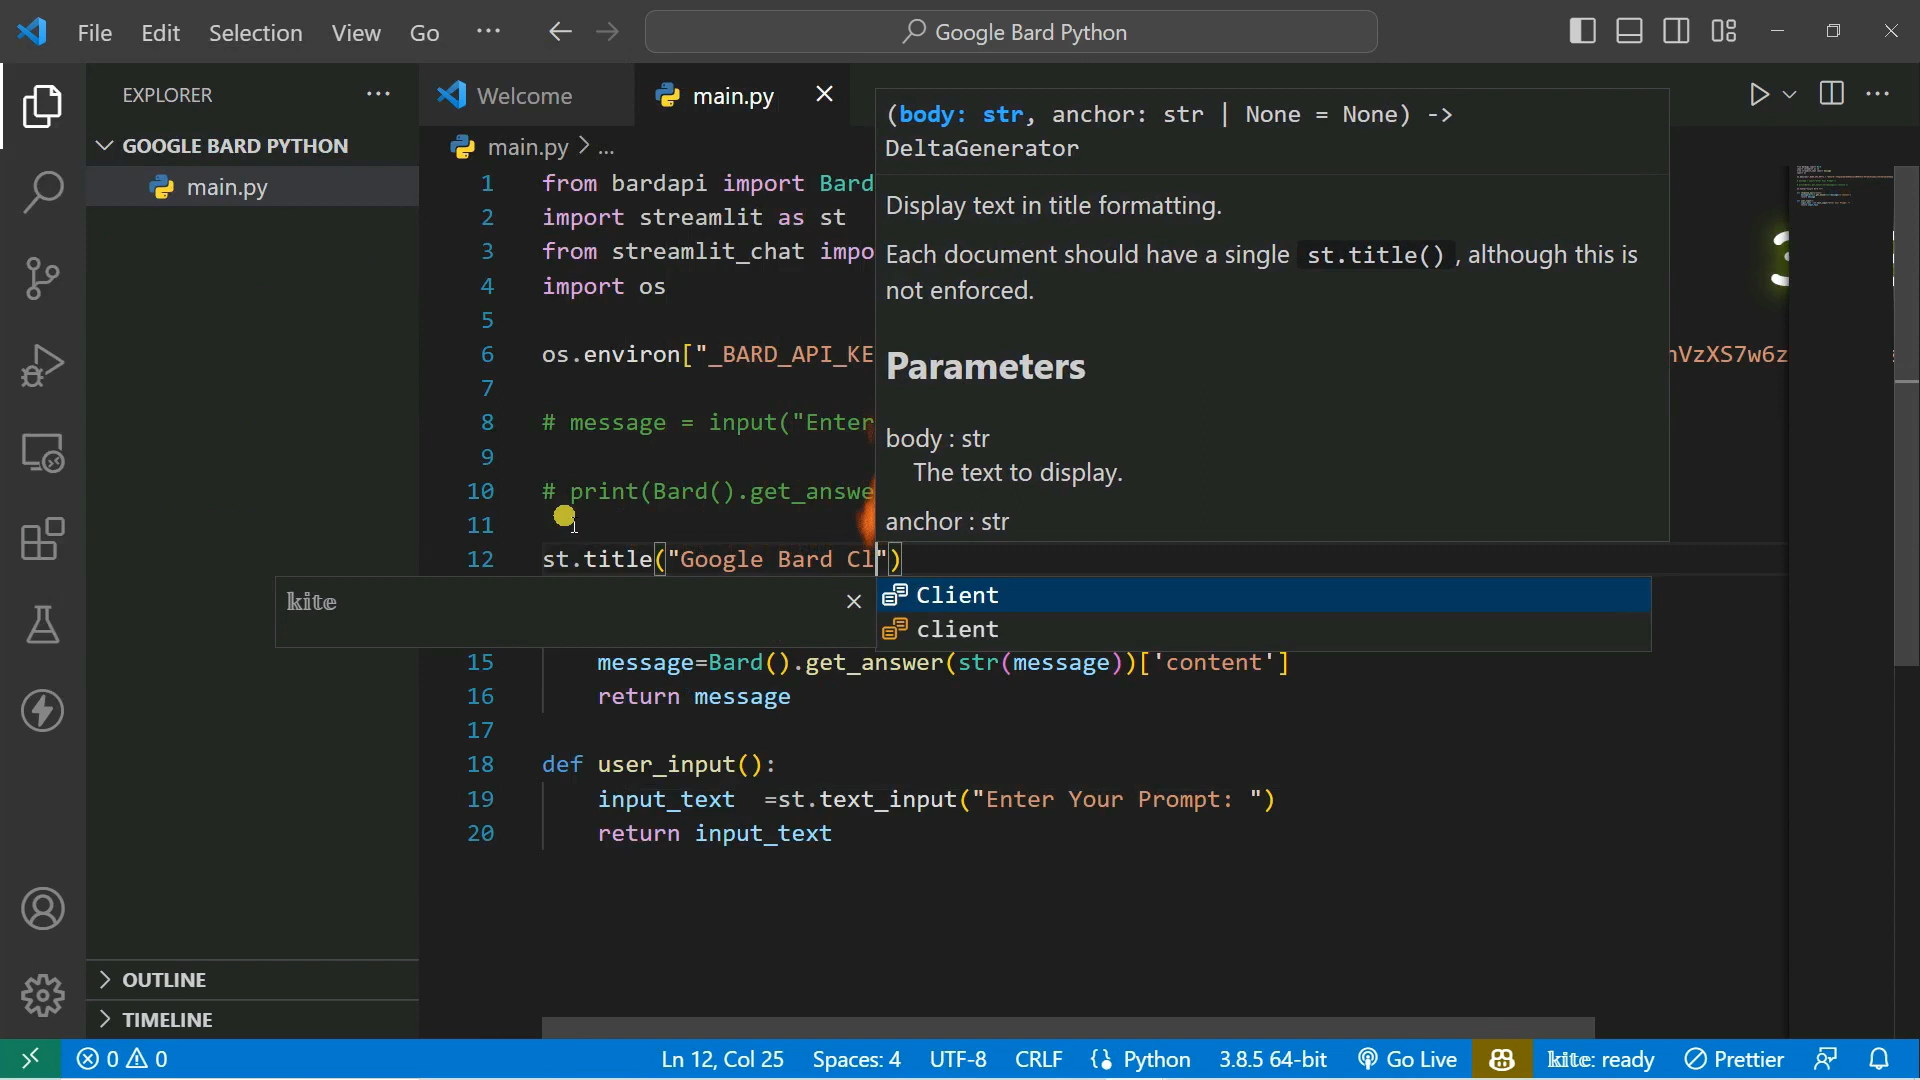 File Edit Selection View Go ··· Google Bard Python
EXPLORER ···
GOOGLE BARD PYTHON
main.py
OUTLINE
TIMELINE
Welcome main.py
main.py > ...
1 from bardapi import Bard
2 import streamlit as st
3 from streamlit_chat impo
4 import os
5
6 os.environ["_BARD_API_KE nVzXS7w6z
7
8 # message = input("Enter
9
10 # print(Bard().get_answe
11
12 st.title("Google Bard Cl")
15 message=Bard().get_answer(str(message))['content']
16 return message
17
18 def user_input():
19 input_text =st.text_input("Enter Your Prompt: ")
20 return input_text
(body: str, anchor: str | None = None) ->
DeltaGenerator
Display text in title formatting.
Each document should have a single st.title() , although this is
not enforced.
Parameters
body : str
The text to display.
anchor : str
kite
Client
client
0 0 Ln 12, Col 25 Spaces: 4 UTF-8 CRLF {} Python 3.8.5 64-bit Go Live kite: ready Prettier